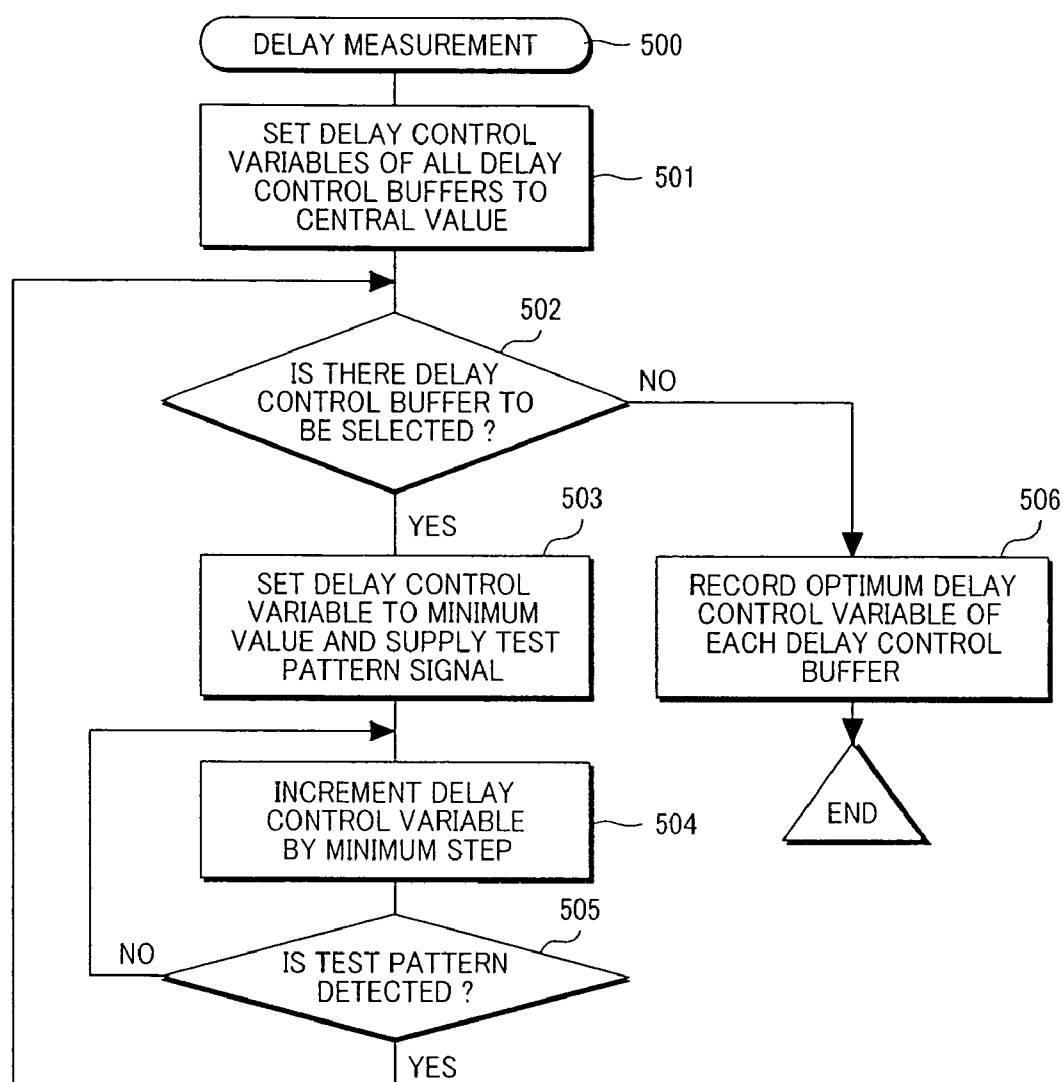 DELAY MEASUREMENT
500
SET DELAY CONTROL
VARIABLES OF ALL DELAY
CONTROL BUFFERS TO
CENTRAL VALUE
501
502
IS THERE DELAY
CONTROL BUFFER TO
BE SELECTED ?
NO
YES
503
SET DELAY CONTROL
VARIABLE TO MINIMUM
VALUE AND SUPPLY TEST
PATTERN SIGNAL
506
RECORD OPTIMUM DELAY
CONTROL VARIABLE OF
EACH DELAY CONTROL
BUFFER
INCREMENT DELAY
CONTROL VARIABLE
BY MINIMUM STEP
504
END
505
NO
IS TEST PATTERN
DETECTED ?
YES